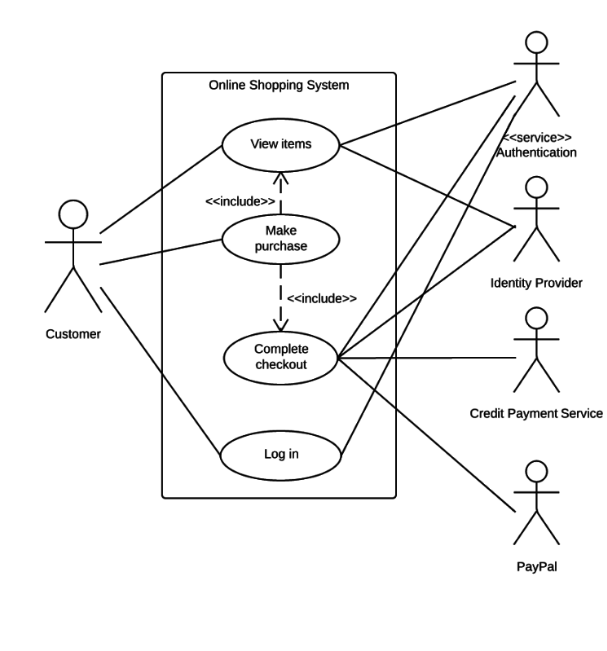 Online Shopping System
View items
<<include>>
Make
purchase
<<include>>
Complete
checkout
Log in
Customer
<<service>>
Authentication
Identity Provider
Credit Payment Service
PayPal